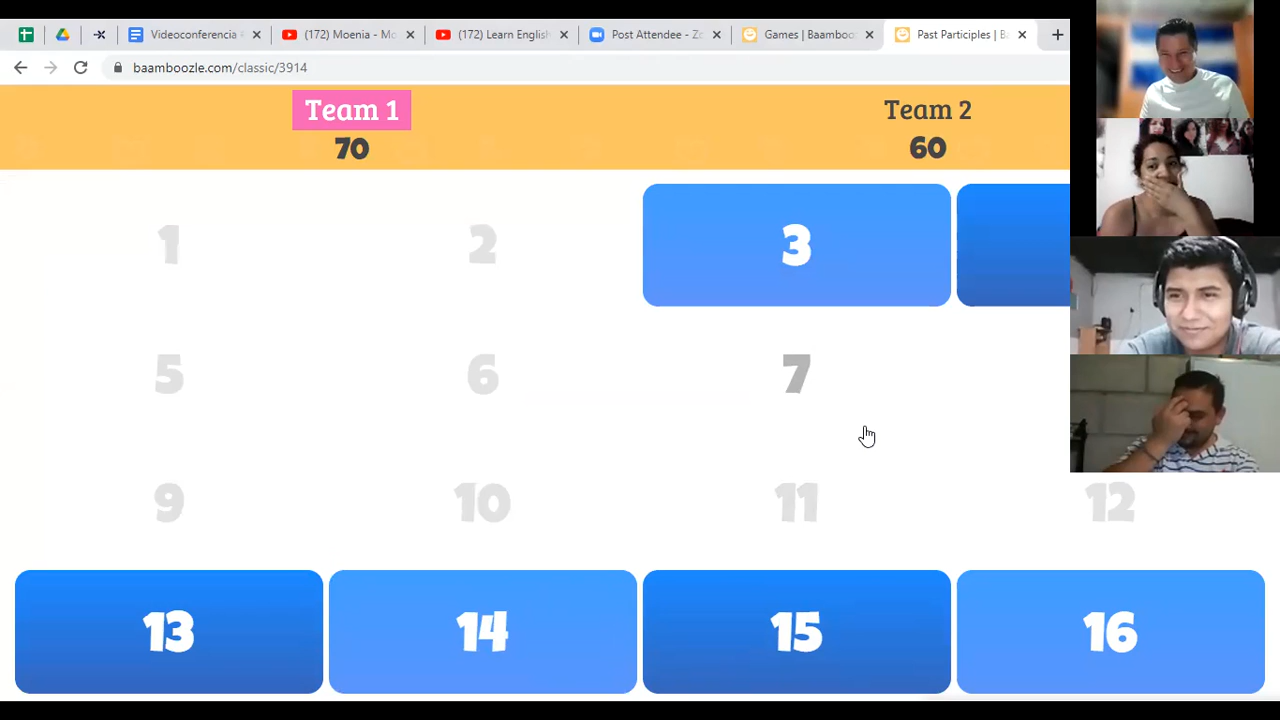 Videoconferencia
(172) Moenia - Mo
(172) Learn English
Post Attendee - Zo
Games | Baamboo
Past Participles | Ba
baamboozle.com/classic/3914
Team 1
Team 2
70
60
1
2
3
5
6
7
9
10
11
12
13
14
15
16